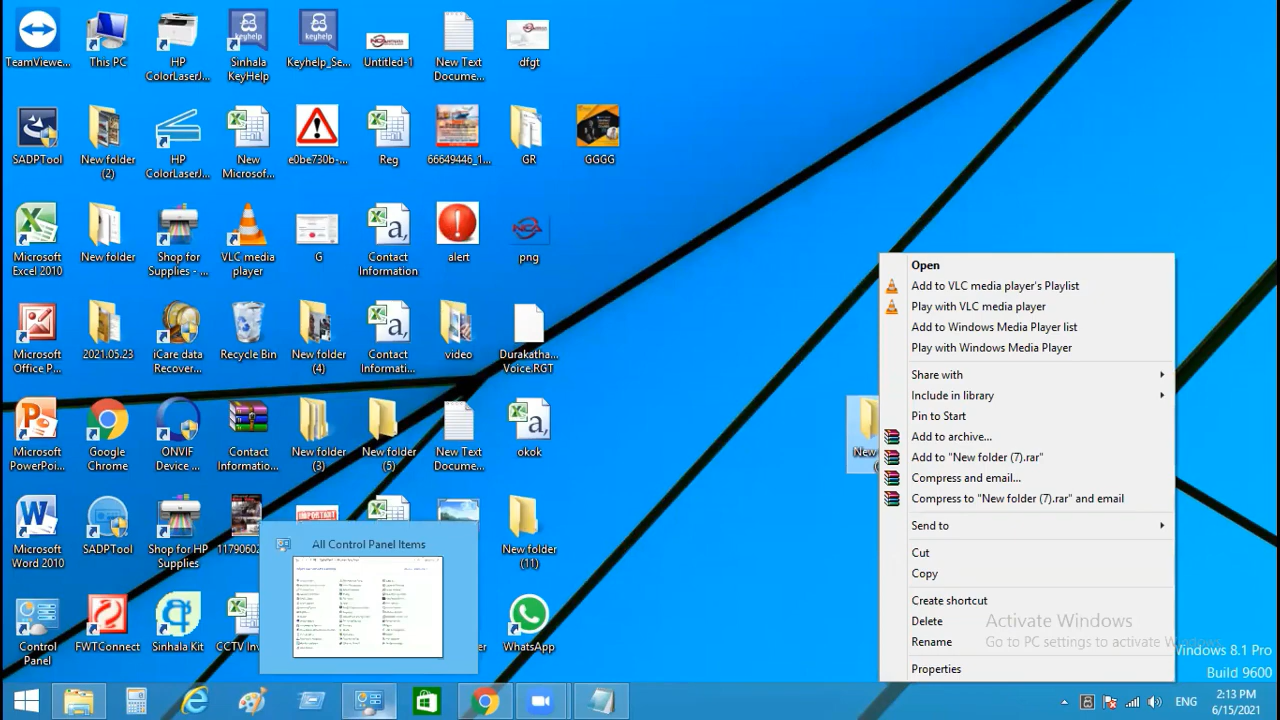 TeamViewe...
This PC
HP
ColorLaserJ...
Sinhala
KeyHelp
Keyhelp_Se...
Untitled-1
New Text
Docume...
dfgt
SADPTool
New folder
(2)
HP
ColorLaserJ...
New
Microsof...
e0be730b-...
Reg
66649446_1...
GR
GGGG
Microsoft
Excel 2010
New folder
Shop for
Supplies - ...
VLC media
player
G
Contact
Information
alert
png
Microsoft
Office P...
2021.05.23
iCare data
Recover...
Recycle Bin
New folder
(4)
Contact
Informati...
video
Durakatha...
Voice.RGT
Microsoft
PowerPoi...
Google
Chrome
ONVIF
Device ...
Contact
Informatio...
New folder
(3)
New folder
(5)
New Text
Docume...
okok
Microsoft
Word 2010
SADPTool
Shop for HP
Supplies
1179060
IMPORTANT
New folder
(11)
Control
Panel
FWTConnect
Sinhala Kit
CCTV Inv
WhatsApp
All Control Panel Items
New
Open
Add to VLC media player's Playlist
Play with VLC media player
Add to Windows Media Player list
Play with Windows Media Player
Share with
Include in library
Pin to Start
Add to archive...
Add to "New folder (7).rar"
Compress and email...
Compress to "New folder (7).rar" and email
Send to
Cut
Copy
Create shortcut
Delete
Rename
Properties
Activate Windows
Go to PC settings to activate W
Windows 8.1 Pro
Build 9600
ENG
2:13 PM
6/15/2021